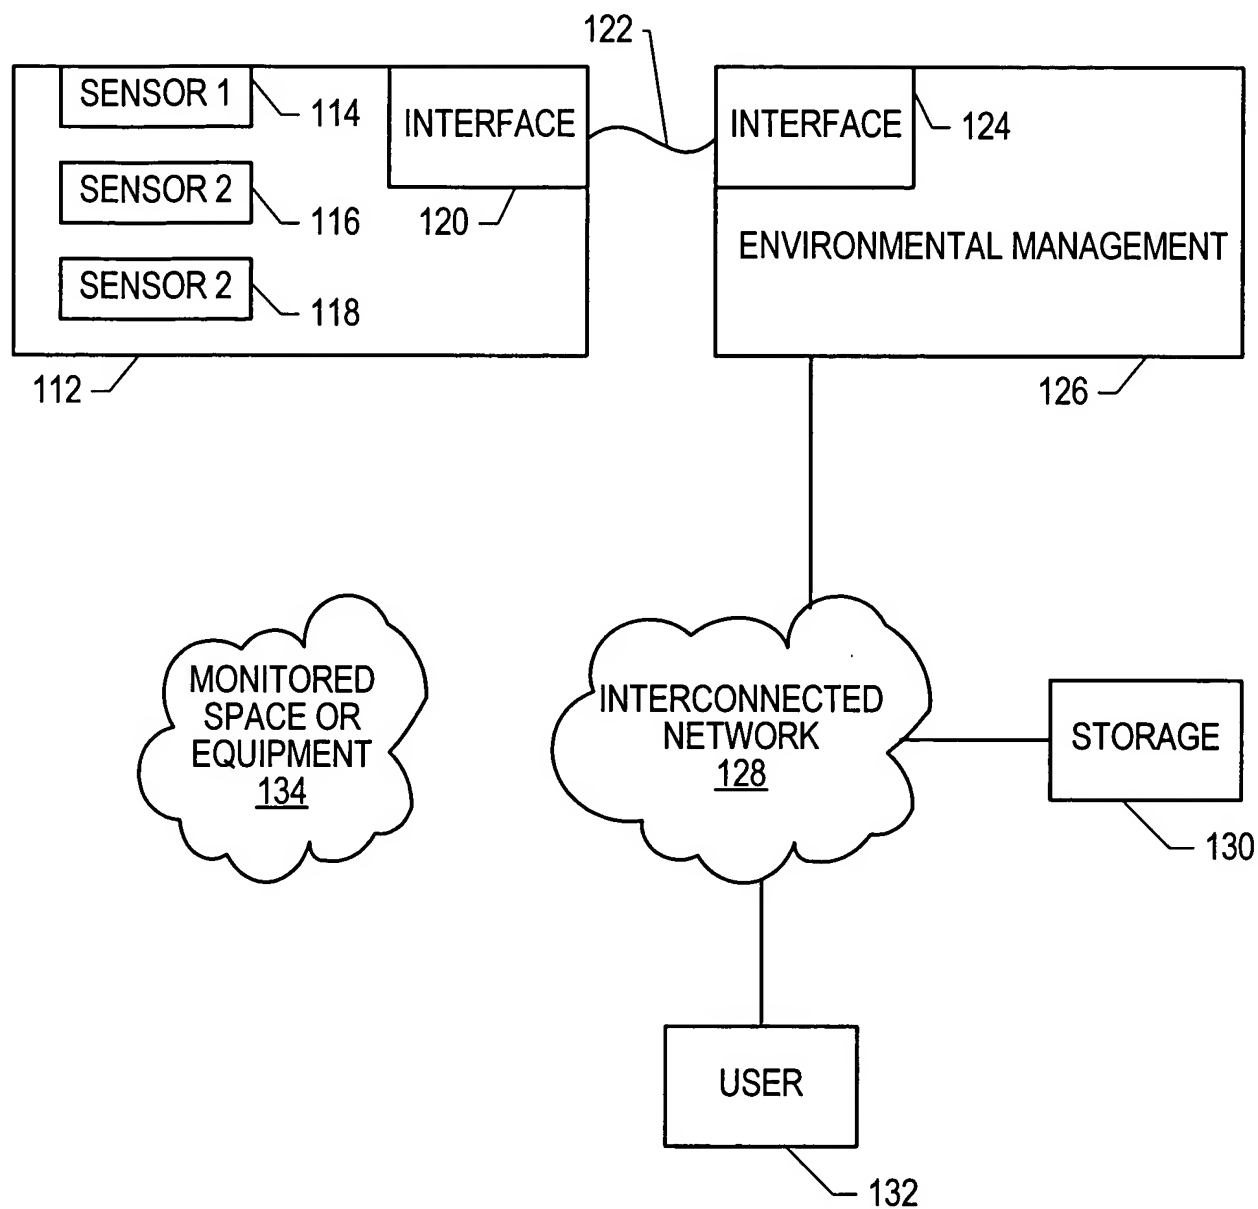 122
SENSOR 1
114
INTERFACE
INTERFACE
124
SENSOR 2
116
120
ENVIRONMENTAL MANAGEMENT
SENSOR 2
118
112
126
MONITORED
SPACE OR
EQUIPMENT
134
INTERCONNECTED
NETWORK
128
STORAGE
130
USER
132